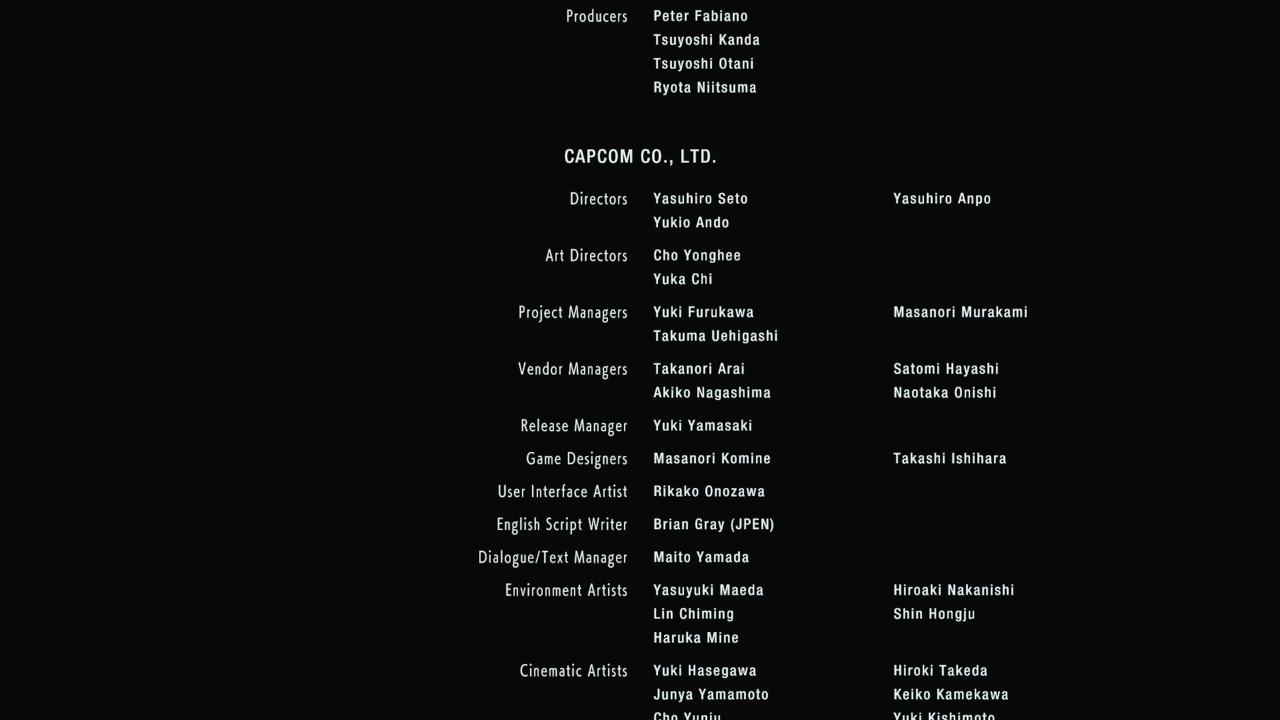 Producers Peter Fabiano
Tsuyoshi Kanda
Tsuyoshi Otani
Ryota Niitsuma
CAPCOM CO., LTD.
Directors Yasuhiro Seto Yasuhiro Anpo
Yukio Ando
Art Directors Cho Yonghee
Yuka Chi
Project Managers Yuki Furukawa Masanori Murakami
Takuma Uehigashi
Vendor Managers Takanori Arai Satomi Hayashi
Akiko Nagashima Naotaka Onishi
Release Manager Yuki Yamasaki
Game Designers Masanori Komine Takashi Ishihara
User Interface Artist Rikako Onozawa
English Script Writer Brian Gray (JPEN)
Dialogue/Text Manager Maito Yamada
Environment Artists Yasuyuki Maeda Hiroaki Nakanishi
Lin Chiming Shin Hongju
Haruka Mine
Cinematic Artists Yuki Hasegawa Hiroki Takeda
Junya Yamamoto Keiko Kamekawa
Cho Yunju Yuki Kishimoto